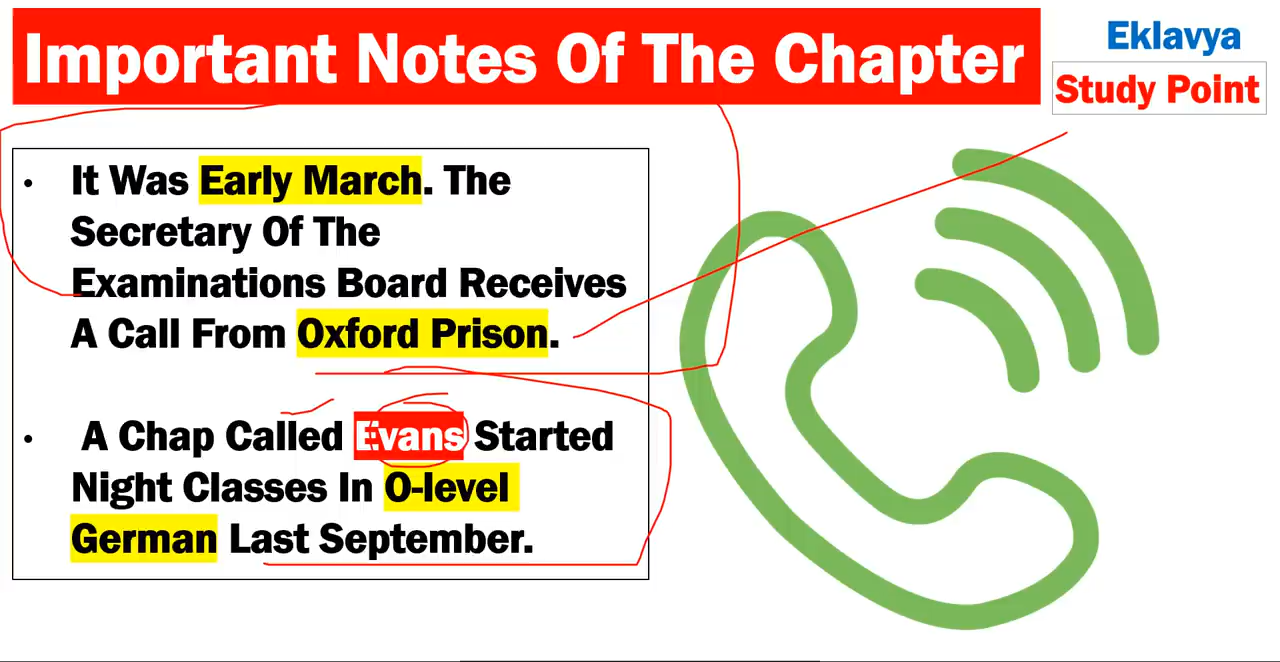 Important Notes Of The Chapter
Eklavya
Study Point
• It Was Early March. The
Secretary Of The
Examinations Board Receives
A Call From Oxford Prison.
• A Chap Called Evans Started
Night Classes In O-level
German Last September.